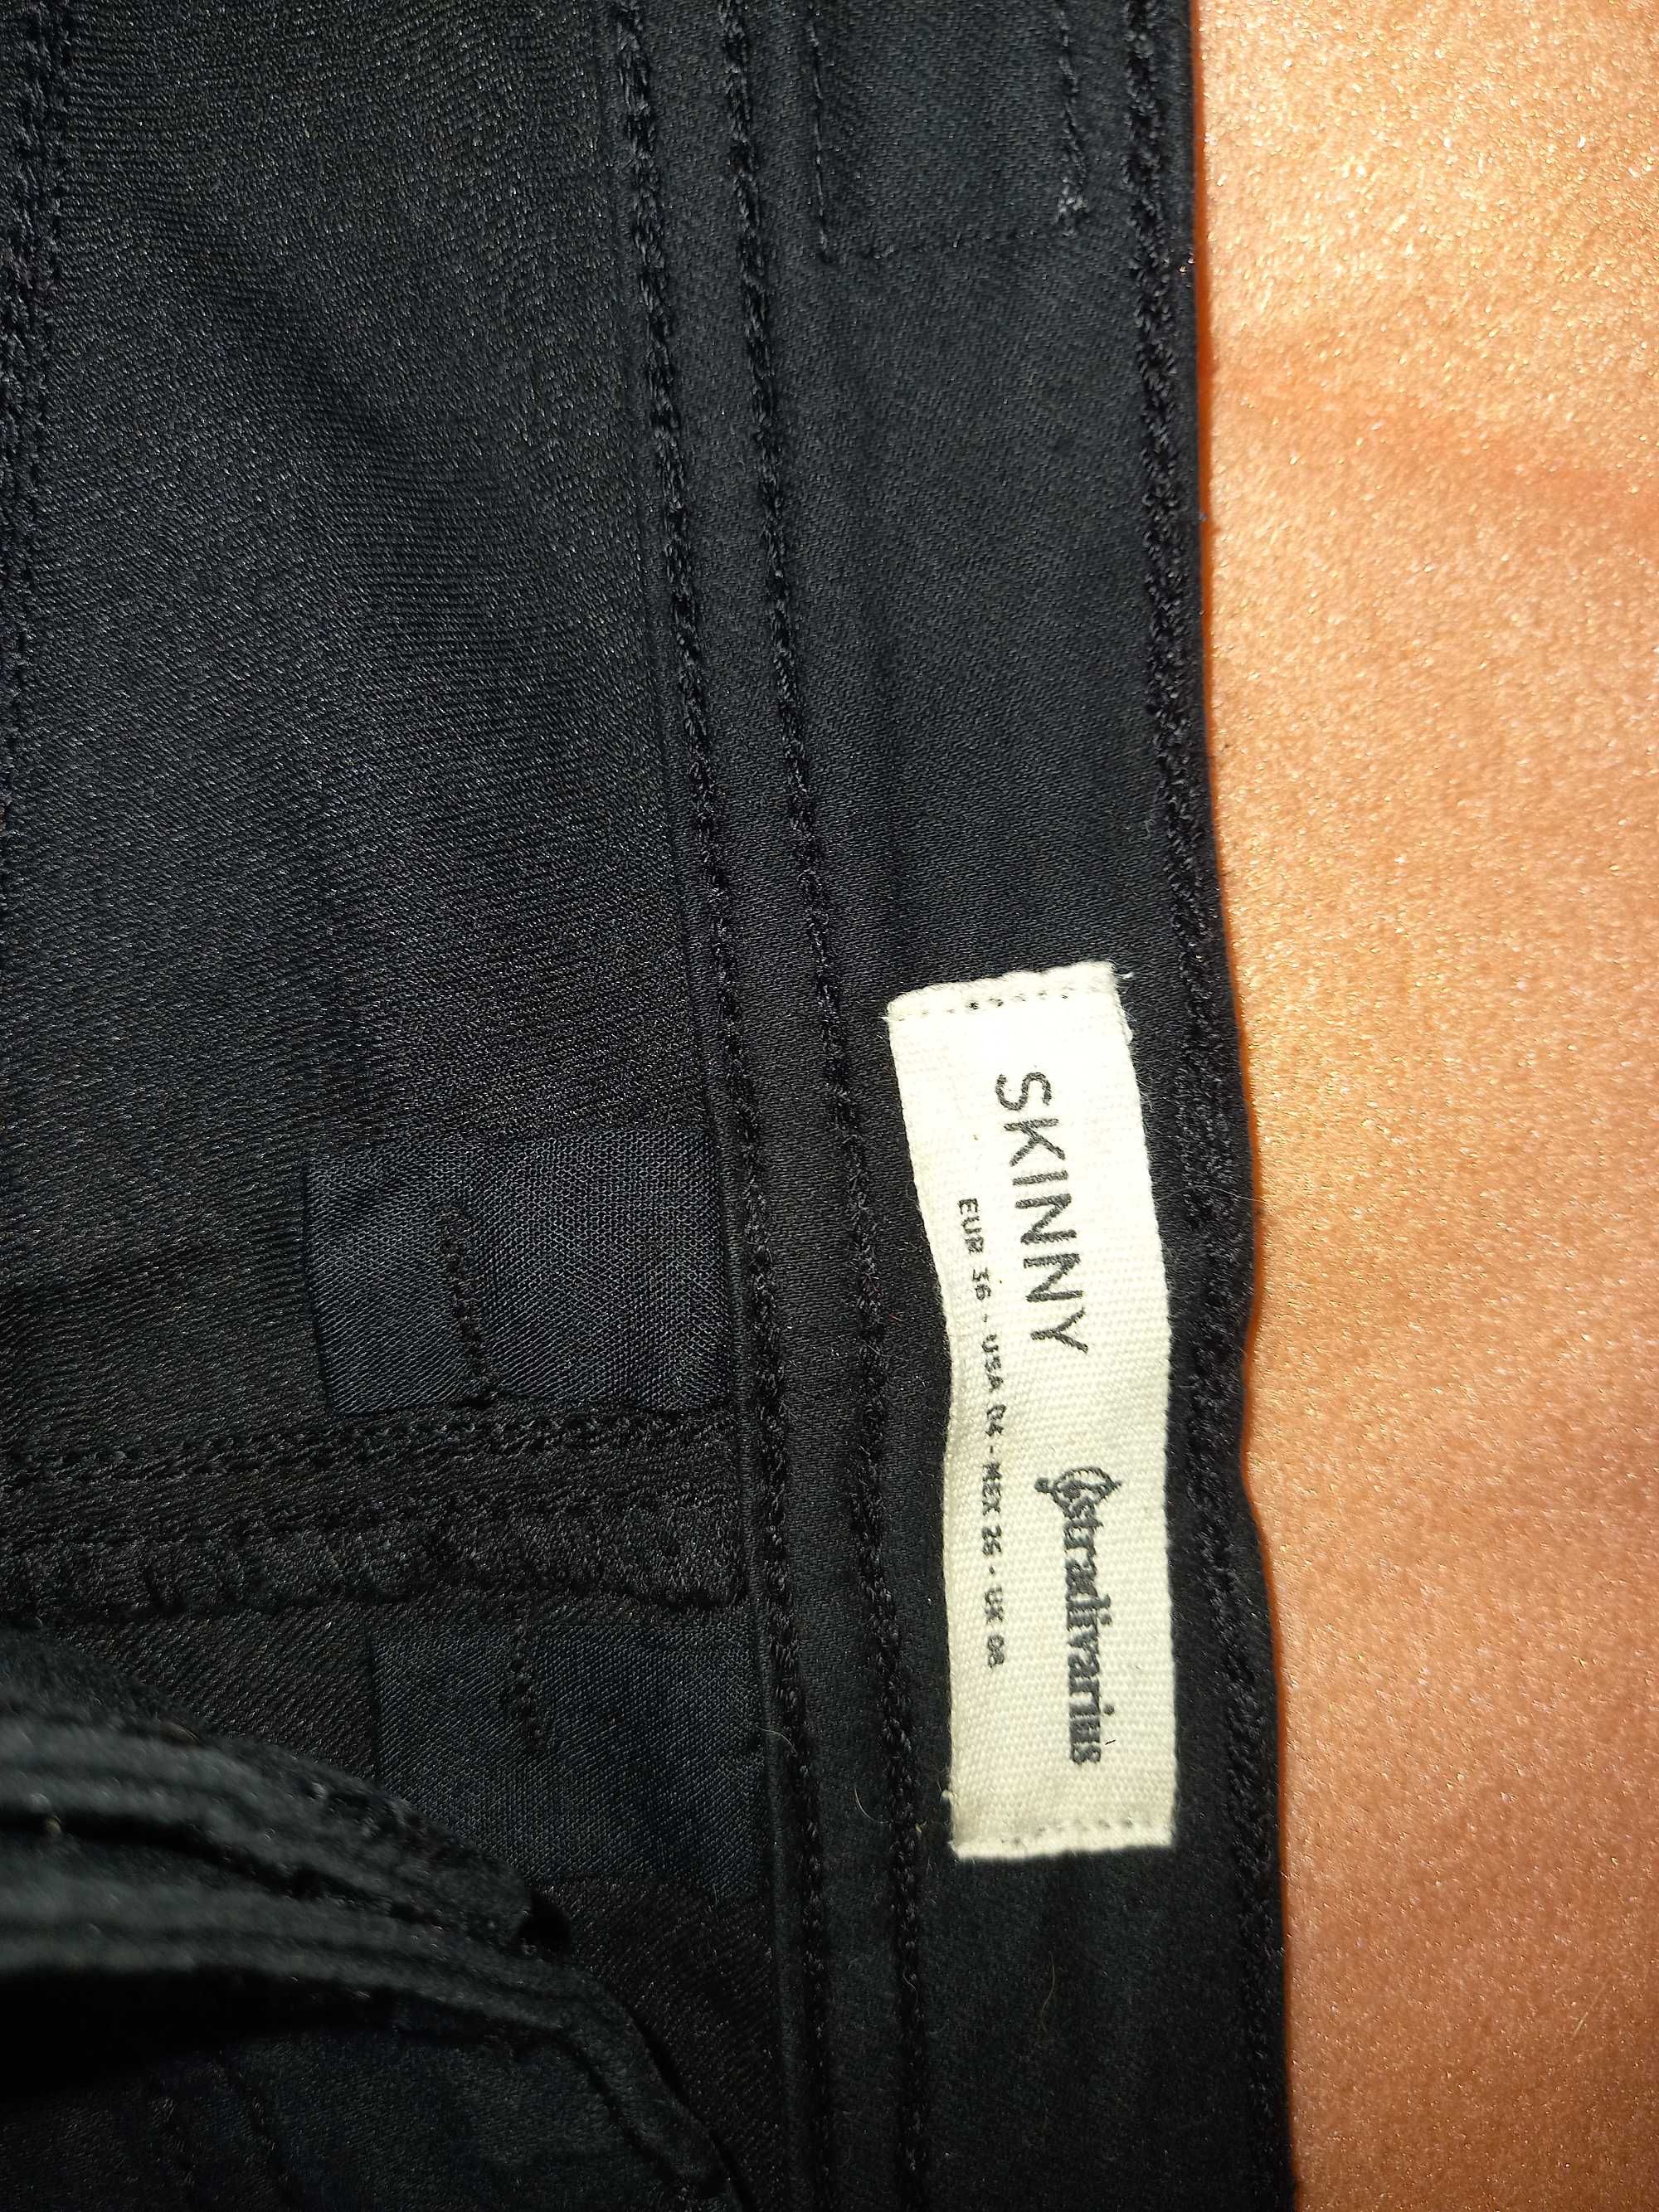 SKINNY
stradivarius
EUR 36 - USA 04 - MEX 26 - UK 08